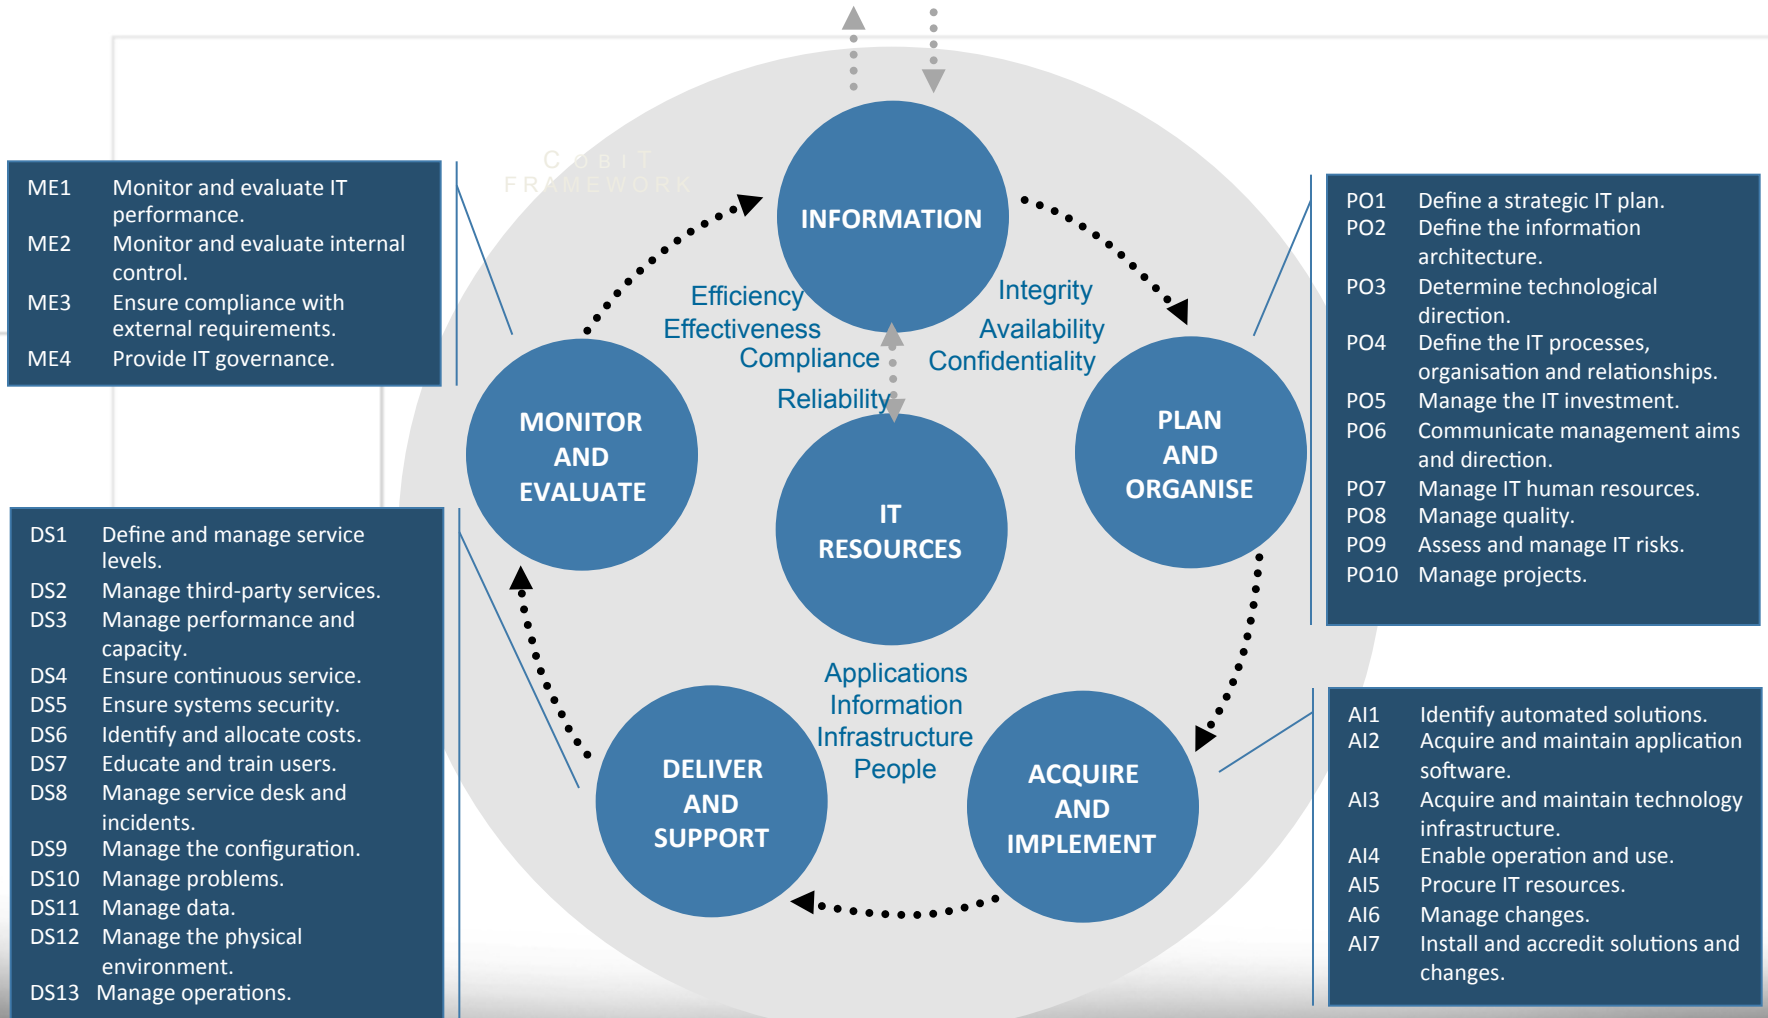 COBIT
FRAMEWORK
INFORMATION
Efficiency
Effectiveness
Compliance
Reliability
Integrity
Availability
Confidentiality
MONITOR
AND
EVALUATE
PLAN
AND
ORGANISE
IT
RESOURCES
Applications
Information
Infrastructure
People
DELIVER
AND
SUPPORT
ACQUIRE
AND
IMPLEMENT
ME1 Monitor and evaluate IT
performance.
ME2 Monitor and evaluate internal
control.
ME3 Ensure compliance with
external requirements.
ME4 Provide IT governance.
DS1 Define and manage service
levels.
DS2 Manage third-party services.
DS3 Manage performance and
capacity.
DS4 Ensure continuous service.
DS5 Ensure systems security.
DS6 Identify and allocate costs.
DS7 Educate and train users.
DS8 Manage service desk and
incidents.
DS9 Manage the configuration.
DS10 Manage problems.
DS11 Manage data.
DS12 Manage the physical
environment.
DS13 Manage operations.
PO1 Define a strategic IT plan.
PO2 Define the information
architecture.
PO3 Determine technological
direction.
PO4 Define the IT processes,
organisation and relationships.
PO5 Manage the IT investment.
PO6 Communicate management aims
and direction.
PO7 Manage IT human resources.
PO8 Manage quality.
PO9 Assess and manage IT risks.
PO10 Manage projects.
AI1 Identify automated solutions.
AI2 Acquire and maintain application
software.
AI3 Acquire and maintain technology
infrastructure.
AI4 Enable operation and use.
AI5 Procure IT resources.
AI6 Manage changes.
AI7 Install and accredit solutions and
changes.